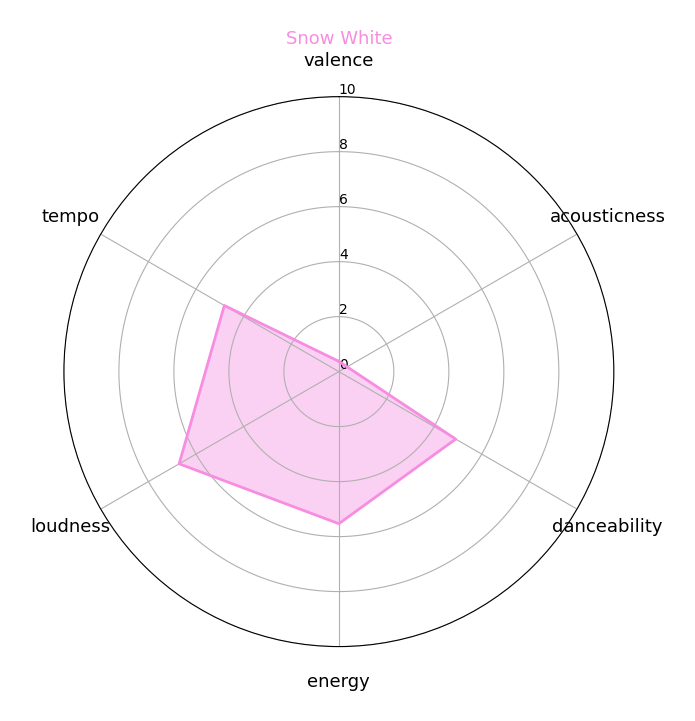 Snow White
valence
10
8
6
4
2
0
tempo
acousticness
loudness
danceability
energy